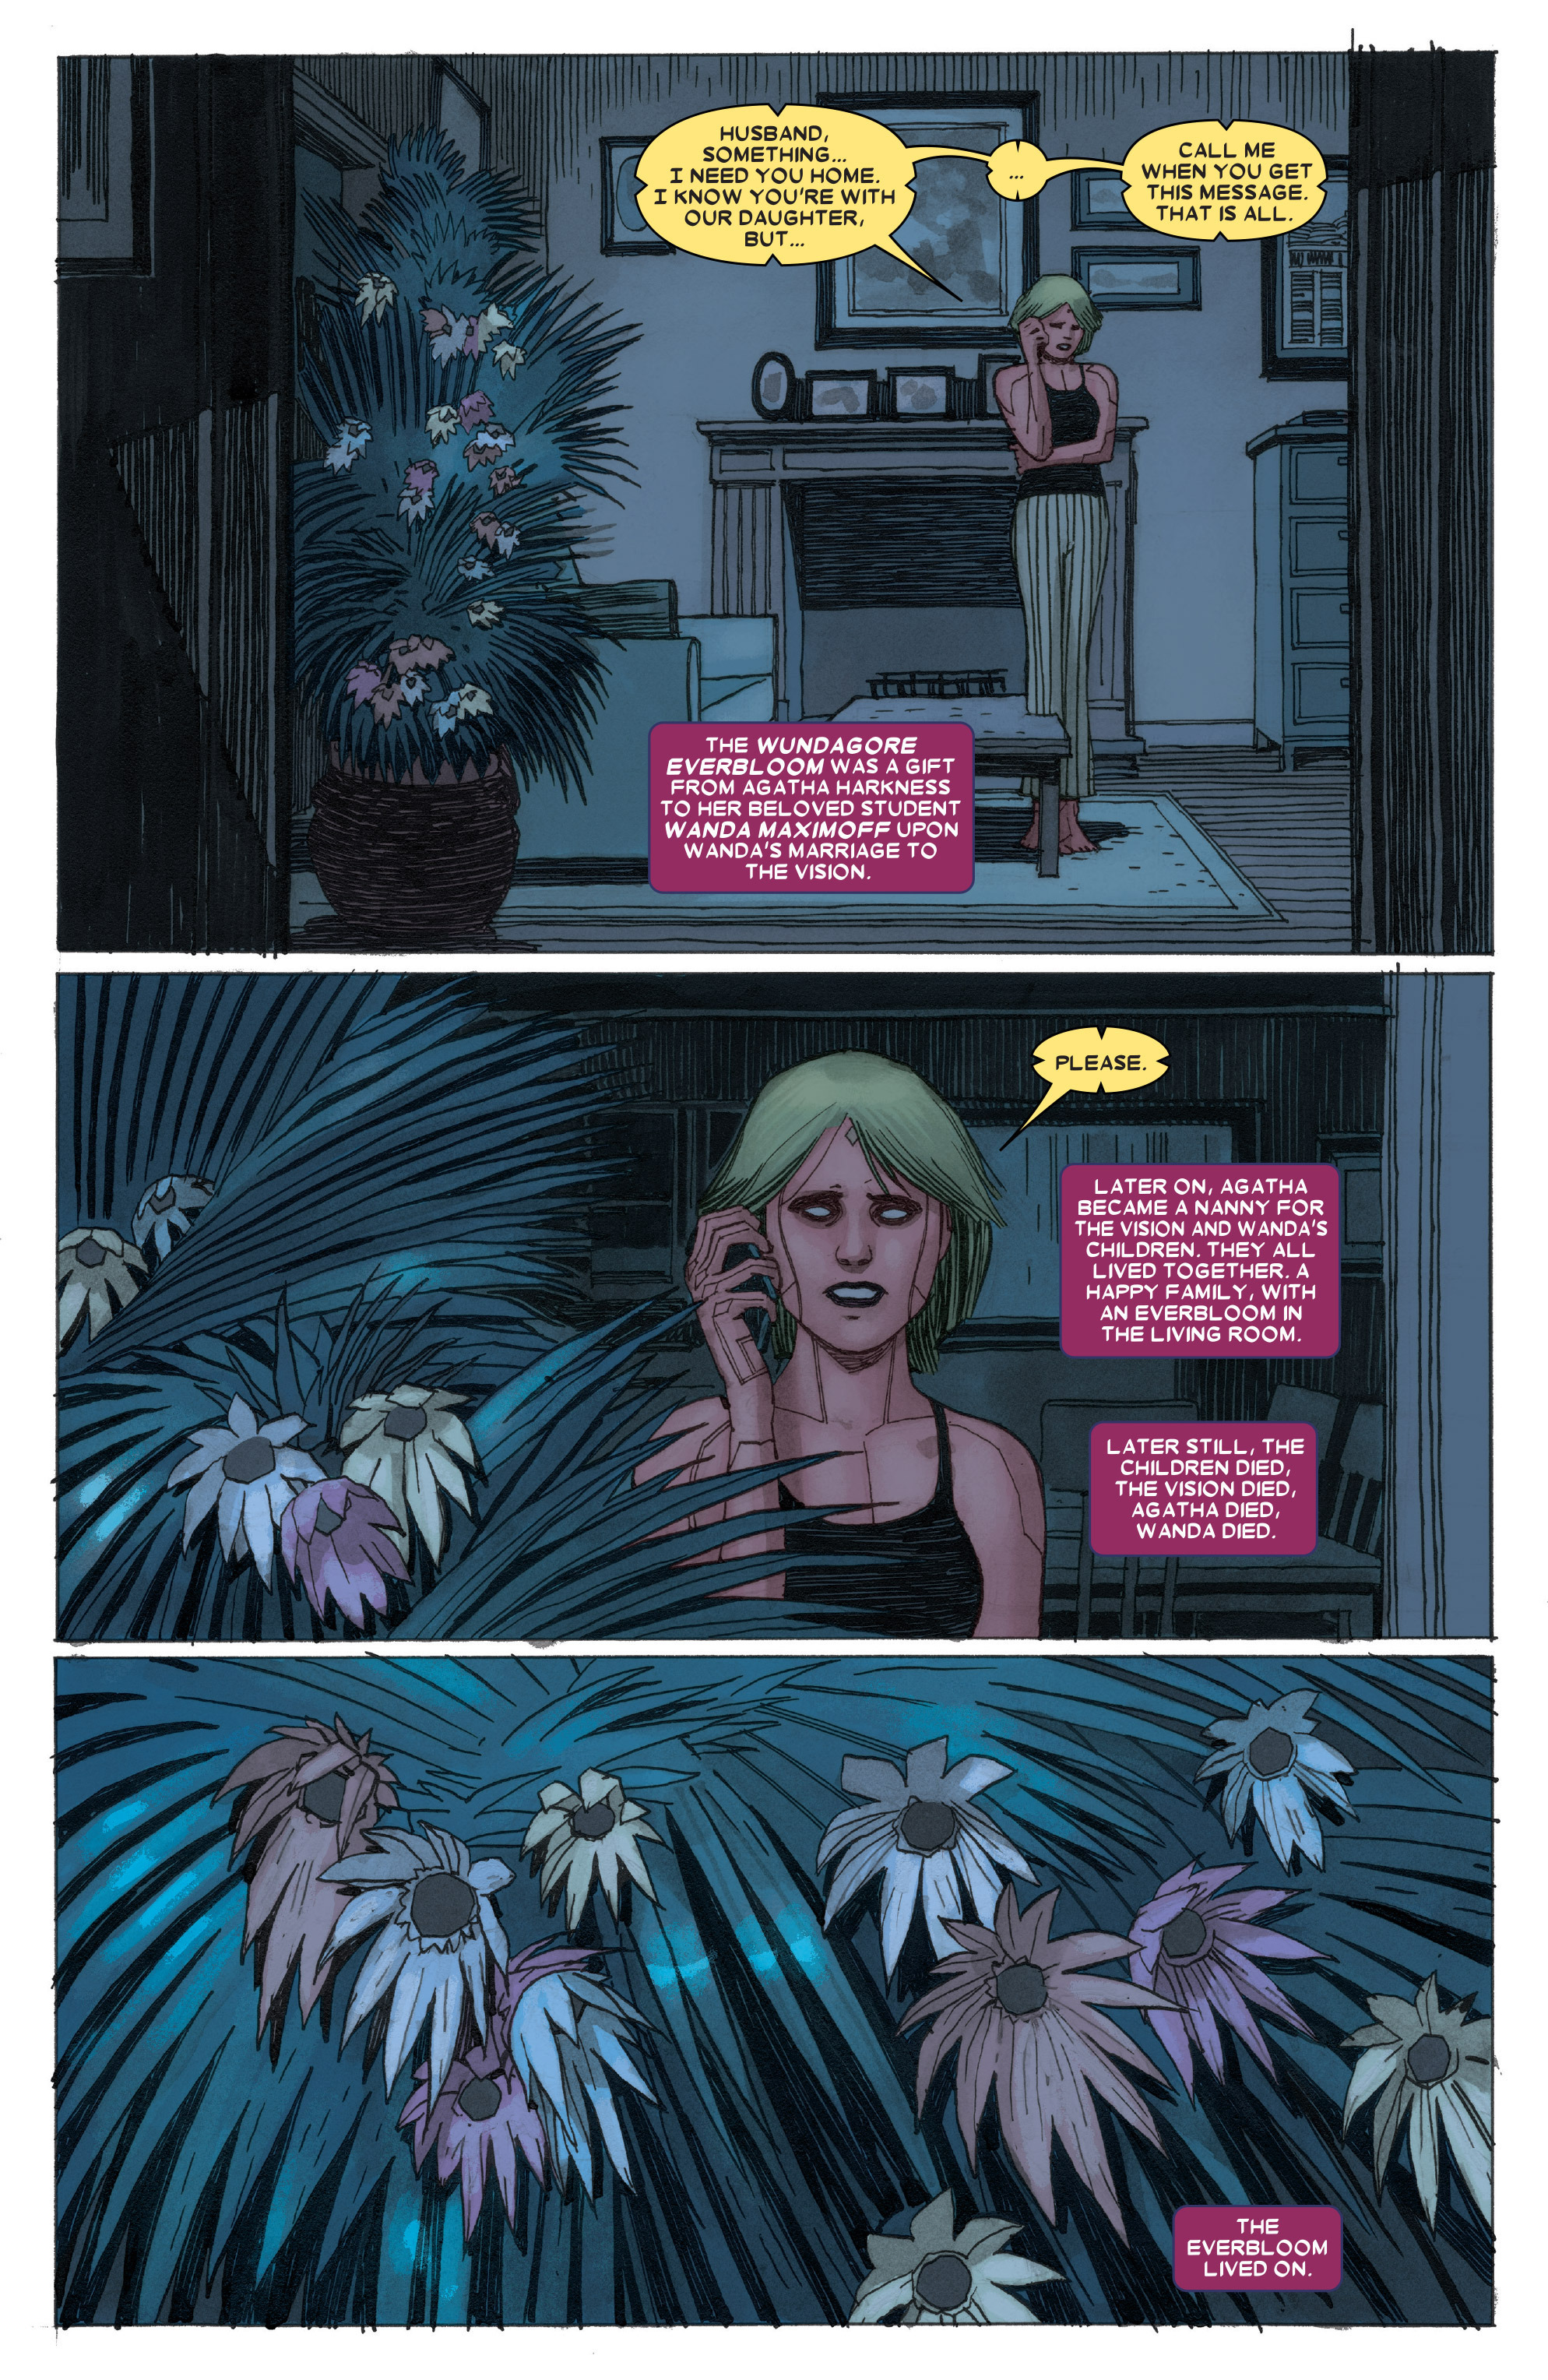 HUSBAND,
SOMETHING...
I NEED YOU HOME.
I KNOW YOU'RE WITH
OUR DAUGHTER,
BUT...
...
CALL ME
WHEN YOU GET
THIS MESSAGE.
THAT IS ALL.
THE WUNDAGORE
EVERBLOOM WAS A GIFT
FROM AGATHA HARKNESS
TO HER BELOVED STUDENT
WANDA MAXIMOFF UPON
WANDA'S MARRIAGE TO
THE VISION.
PLEASE.
LATER ON, AGATHA
BECAME A NANNY FOR
THE VISION AND WANDA'S
CHILDREN. THEY ALL
LIVED TOGETHER. A
HAPPY FAMILY, WITH
AN EVERBLOOM IN
THE LIVING ROOM.
LATER STILL, THE
CHILDREN DIED,
THE VISION DIED,
AGATHA DIED,
WANDA DIED.
THE
EVERBLOOM
LIVED ON.